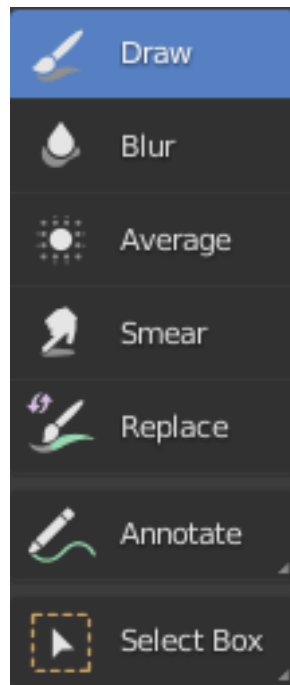 Draw
Blur
Average
Smear
Replace
Annotate
Select Box